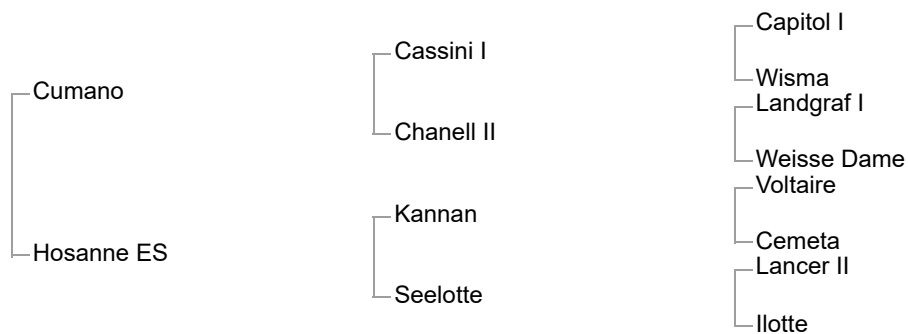 Capitol I
Cassini I
Wisma
Cumano
Landgraf I
Chanell II
Weisse Dame
Voltaire
Kannan
Cemeta
Hosanne ES
Lancer II
Seelotte
Ilotte